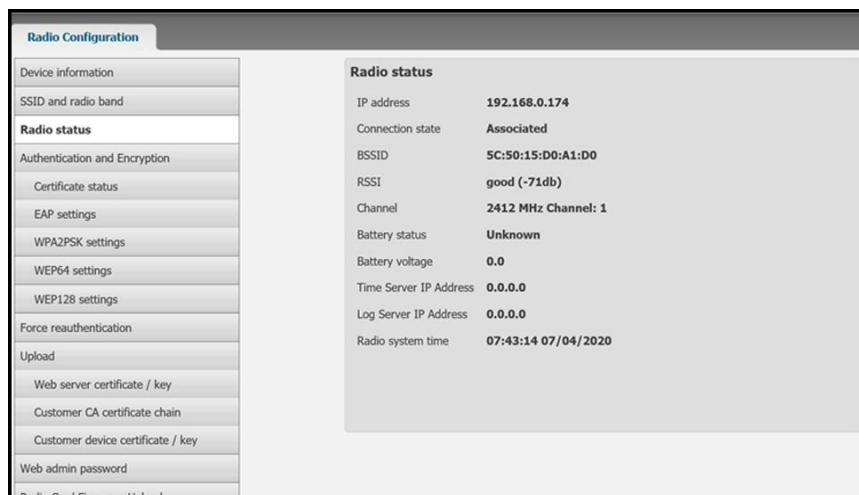 Radio Configuration
Device information
SSID and radio band
Radio status
Authentication and Encryption
Certificate status
EAP settings
WPA2PSK settings
WEP64 settings
WEP128 settings
Force reauthentication
Upload
Web server certificate / key
Customer CA certificate chain
Customer device certificate / key
Web admin password
Radio status
IP address 192.168.0.174
Connection state Associated
BSSID 5C:50:15:D0:A1:D0
RSSI good (-71db)
Channel 2412 MHz Channel: 1
Battery status Unknown
Battery voltage 0.0
Time Server IP Address 0.0.0.0
Log Server IP Address 0.0.0.0
Radio system time 07:43:14 07/04/2020